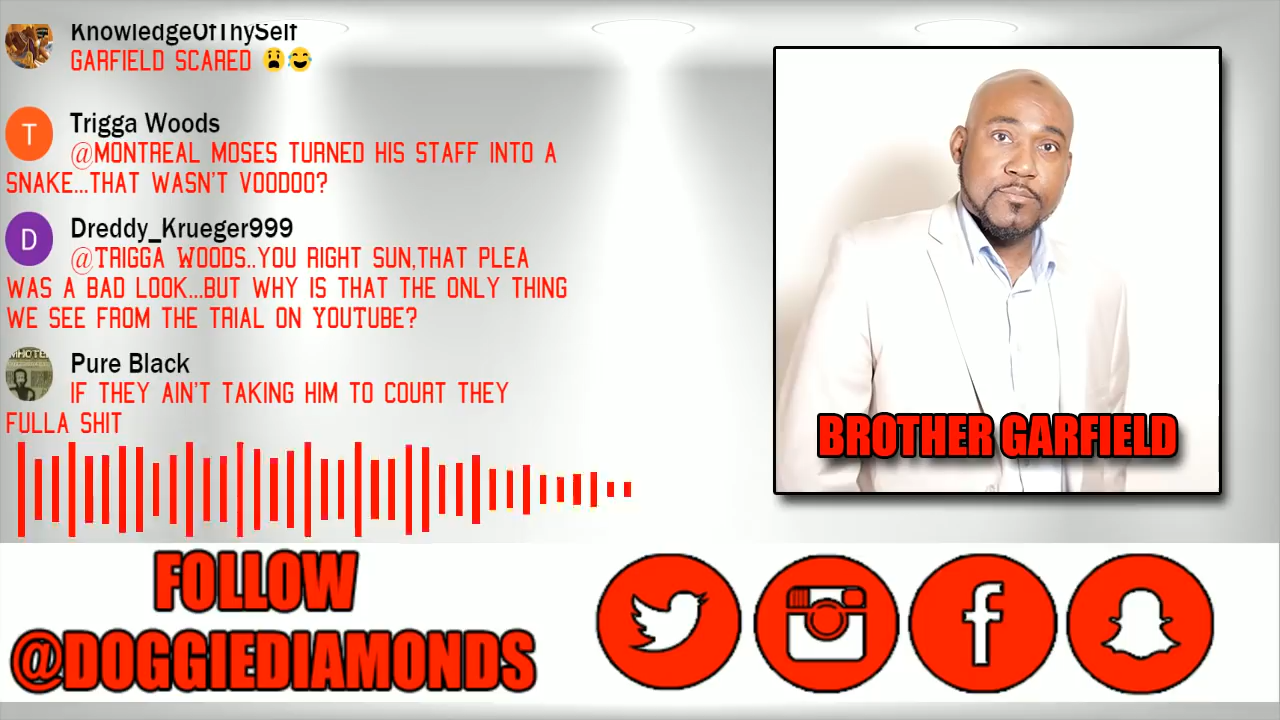 KnowledgeOfThySelf
GARFIELD SCARED 😨😂
T
Trigga Woods
@MONTREAL MOSES TURNED HIS STAFF INTO A
SNAKE...THAT WASN'T VOODOO?
D
Dreddy_Krueger999
@TRIGGA WOODS..YOU RIGHT SUN,THAT PLEA
WAS A BAD LOOK...BUT WHY IS THAT THE ONLY THING
WE SEE FROM THE TRIAL ON YOUTUBE?
Pure Black
IF THEY AIN'T TAKING HIM TO COURT THEY
FULLA SHIT
BROTHER GARFIELD
FOLLOW
@DOGGIEDIAMONDS